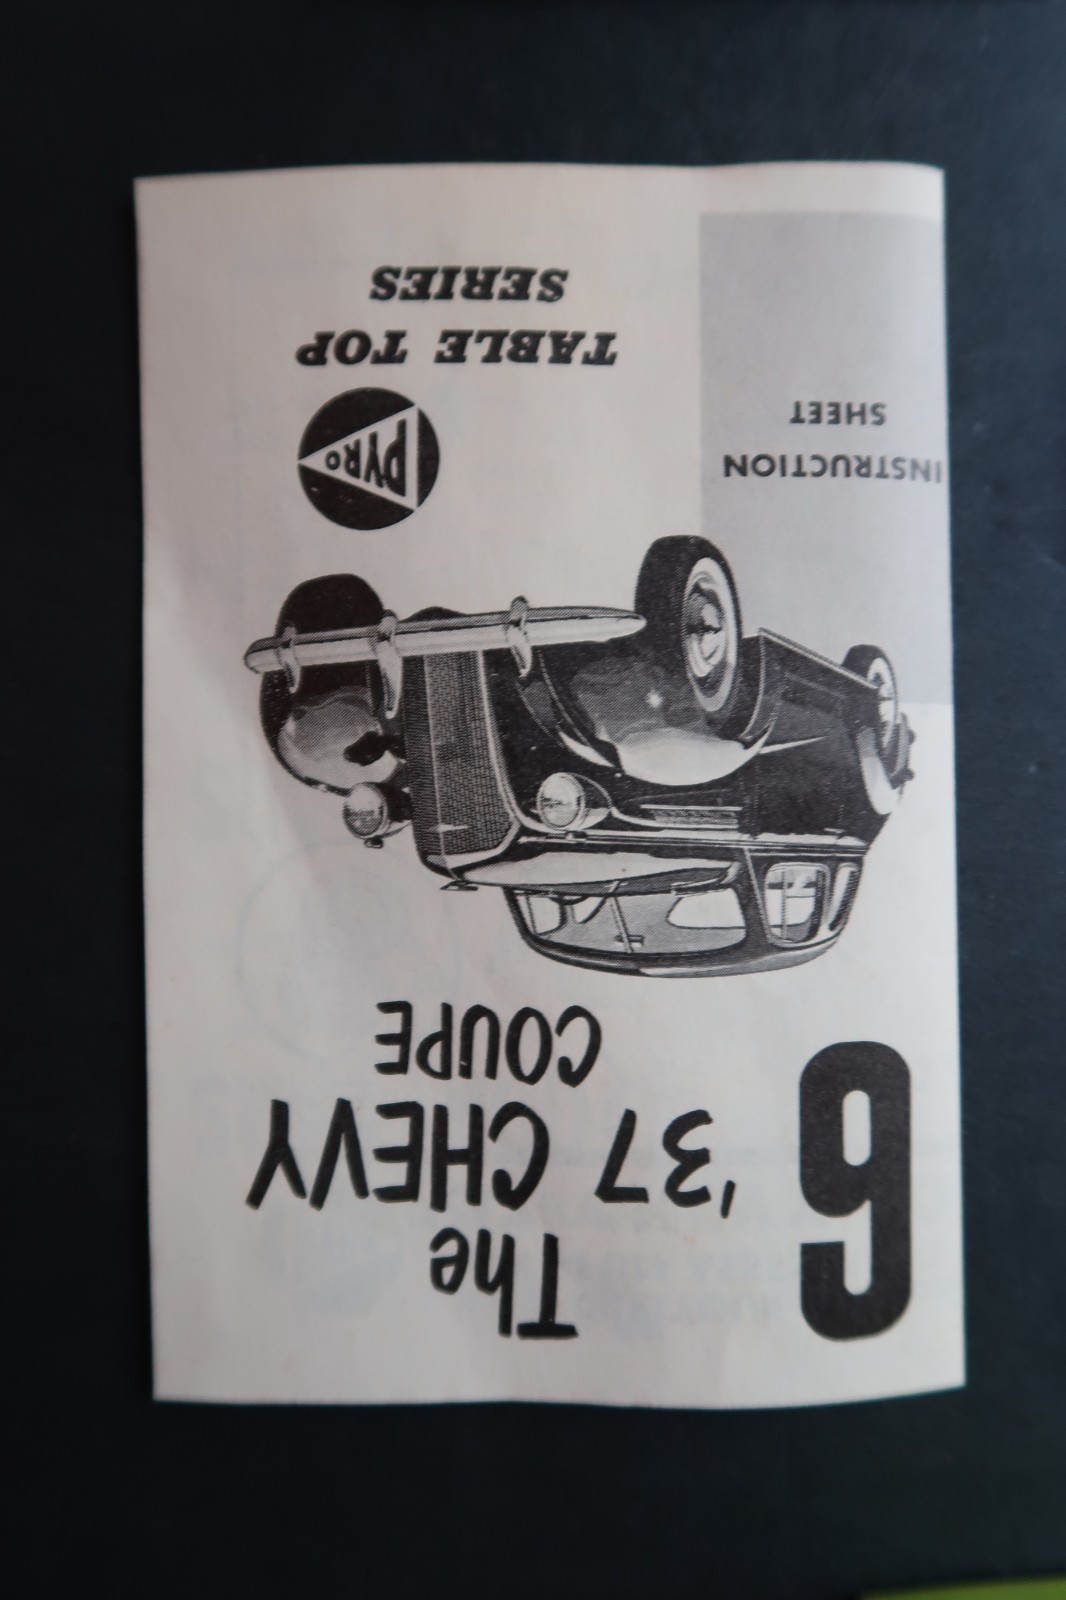 6
The
'37 CHEVY
COUPE
INSTRUCTION
SHEET
PYRO
TABLE TOP
SERIES